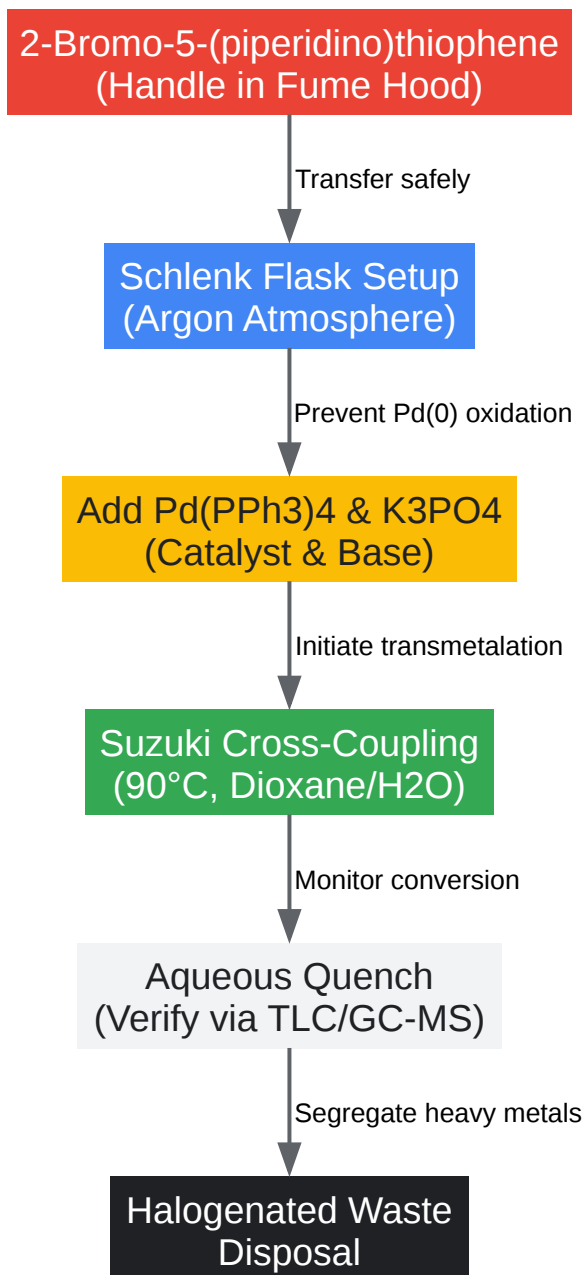 2-Bromo-5-(piperidino)thiophene
(Handle in Fume Hood)
Transfer safely
Schlenk Flask Setup
(Argon Atmosphere)
Prevent Pd(0) oxidation
Add Pd(PPh3)4 & K3PO4
(Catalyst & Base)
Initiate transmetalation
Suzuki Cross-Coupling
(90°C, Dioxane/H2O)
Monitor conversion
Aqueous Quench
(Verify via TLC/GC-MS)
Segregate heavy metals
Halogenated Waste
Disposal